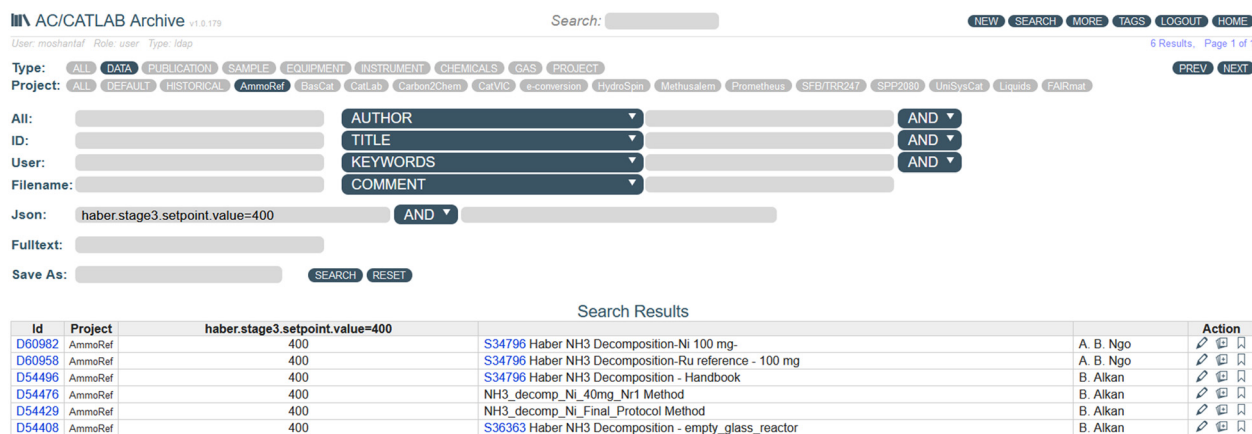 AC/CATLAB Archive v1.0.179 Search: NEW SEARCH MORE TAGS LOGOUT HOME
User: moshantaf Role: user Type: ldap 6 Results, Page 1 of
Type: ALL DATA PUBLICATION SAMPLE EQUIPMENT INSTRUMENT CHEMICALS GAS PROJECT PREV NEXT
Project: ALL DEFAULT HISTORICAL AmmoRef BasCat CatLab Carbon2Chem CatVIC e-conversion HydroSpin Methusalem Prometheus SFB/TRR247 SPP2080 UniSysCat Liquids FAIRmat
All: AUTHOR AND
ID: TITLE AND
User: KEYWORDS AND
Filename: COMMENT
Json: haber.stage3.setpoint.value=400 AND
Fulltext:
Save As: SEARCH RESET
Search Results
Id Project haber.stage3.setpoint.value=400 Action
D60982 AmmoRef 400 S34796 Haber NH3 Decomposition-Ni 100 mg- A. B. Ngo
D60958 AmmoRef 400 S34796 Haber NH3 Decomposition-Ru reference - 100 mg A. B. Ngo
D54496 AmmoRef 400 S34796 Haber NH3 Decomposition - Handbook B. Alkan
D54476 AmmoRef 400 NH3_decomp_Ni_40mg_Nr1 Method B. Alkan
D54429 AmmoRef 400 NH3_decomp_Ni_Final_Protocol Method B. Alkan
D54408 AmmoRef 400 S36363 Haber NH3 Decomposition - empty_glass_reactor B. Alkan